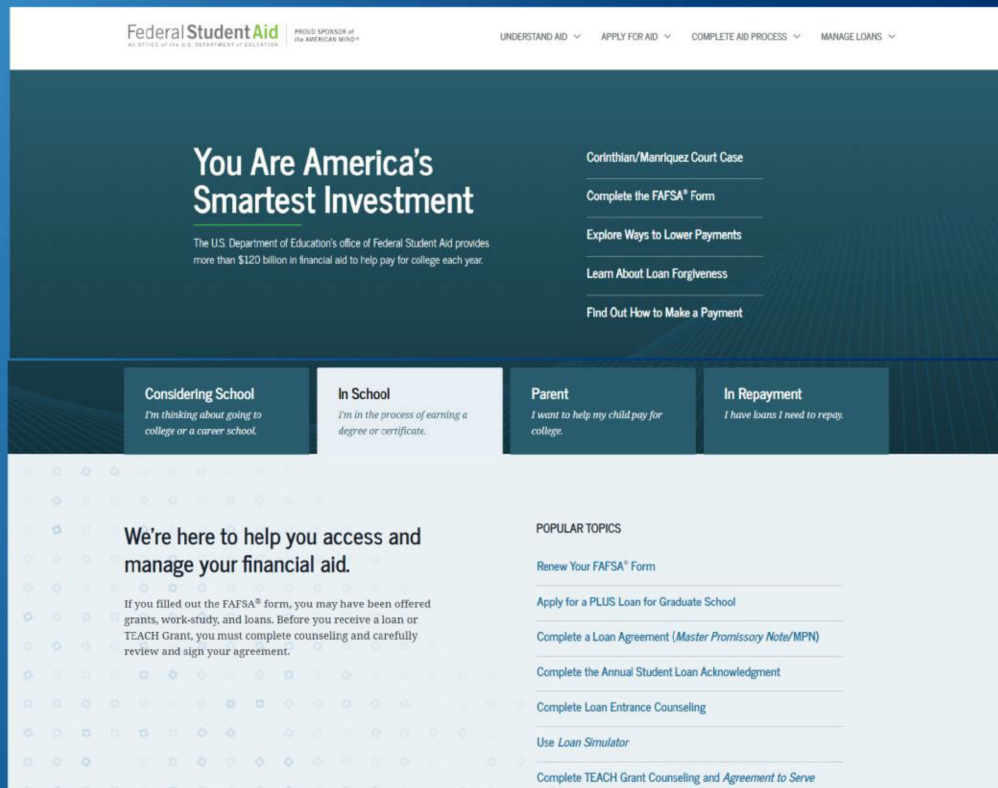 Federal Student Aid
An OFFICE of the U.S. DEPARTMENT of EDUCATION
PROUD SPONSOR of
the AMERICAN MIND®
UNDERSTAND AID
APPLY FOR AID
COMPLETE AID PROCESS
MANAGE LOANS
You Are America's
Smartest Investment
The U.S. Department of Education's office of Federal Student Aid provides
more than $120 billion in financial aid to help pay for college each year.
Corinthian/Manriquez Court Case
Complete the FAFSA® Form
Explore Ways to Lower Payments
Learn About Loan Forgiveness
Find Out How to Make a Payment
Considering School
I'm thinking about going to
college or a career school.
In School
I'm in the process of earning a
degree or certificate.
Parent
I want to help my child pay for
college.
In Repayment
I have loans I need to repay.
We're here to help you access and
manage your financial aid.
If you filled out the FAFSA® form, you may have been offered
grants, work-study, and loans. Before you receive a loan or
TEACH Grant, you must complete counseling and carefully
review and sign your agreement.
POPULAR TOPICS
Renew Your FAFSA® Form
Apply for a PLUS Loan for Graduate School
Complete a Loan Agreement (Master Promissory Note/MPN)
Complete the Annual Student Loan Acknowledgment
Complete Loan Entrance Counseling
Use Loan Simulator
Complete TEACH Grant Counseling and Agreement to Serve